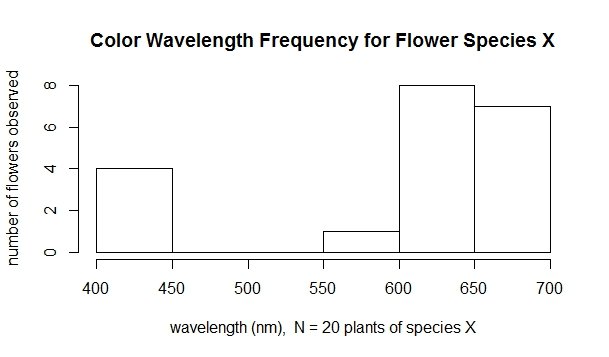 Color Wavelength Frequency for Flower Species X
number of flowers observed
8
6
4
2
0
400 450 500 550 600 650 700
wavelength (nm),  N = 20 plants of species X